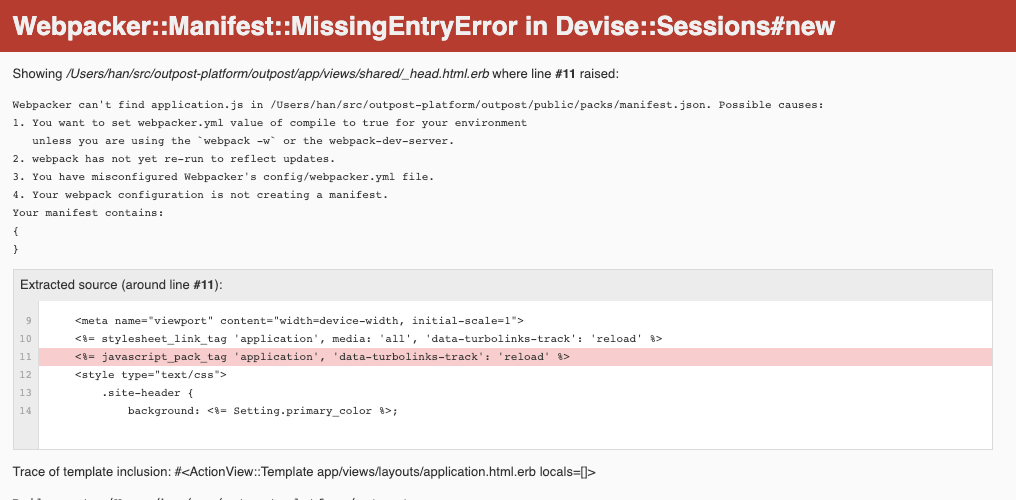 Webpacker::Manifest::MissingEntryError in Devise::Sessions#new
Showing /Users/han/src/outpost-platform/outpost/app/views/shared/_head.html.erb where line #11 raised:
Webpacker can't find application.js in /Users/han/src/outpost-platform/outpost/public/packs/manifest.json. Possible causes:
1. You want to set webpacker.yml value of compile to true for your environment
unless you are using the `webpack -w` or the webpack-dev-server.
2. webpack has not yet re-run to reflect updates.
3. You have misconfigured Webpacker's config/webpacker.yml file.
4. Your webpack configuration is not creating a manifest.
Your manifest contains:
{
}
Extracted source (around line #11):
9 <meta name="viewport" content="width=device-width, initial-scale=1">
10 <%= stylesheet_link_tag 'application', media: 'all', 'data-turbolinks-track': 'reload' %>
11 <%= javascript_pack_tag 'application', 'data-turbolinks-track': 'reload' %>
12 <style type="text/css">
13 .site-header {
14 background: <%= Setting.primary_color %>;
Trace of template inclusion: #<ActionView::Template app/views/layouts/application.html.erb locals=[]>